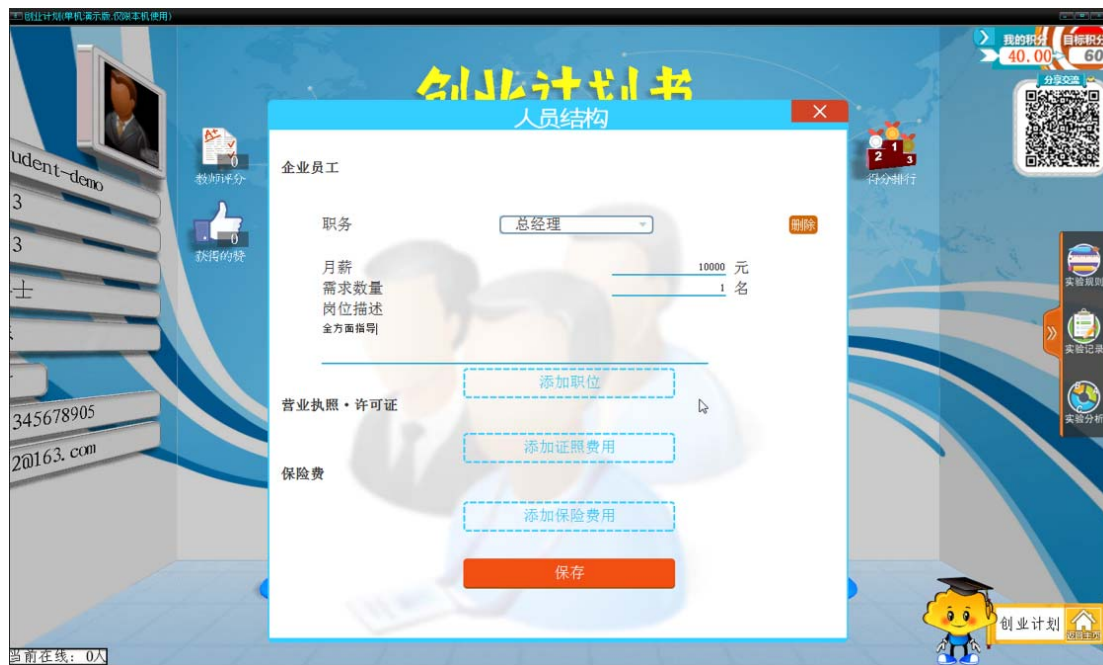 创业计划(单机演示版,仅限本机使用)
我的积分
目标积分
40.00
60
分享交流
创业计划书
人员结构
A+
0
教师评分
0
获得的赞
1
2
3
得分排行
udent-demo
3
3
士
345678905
2@163.com
企业员工
职务
总经理
删除
月薪
10000 元
需求数量
1 名
岗位描述
全方面指导
添加职位
营业执照·许可证
添加证照费用
保险费
添加保险费用
保存
实验规则
实验记录
实验分析
创业计划
当前在线: 0人